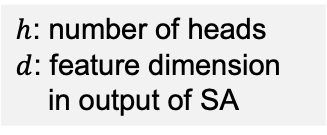 h: number of heads
d: feature dimension
in output of SA